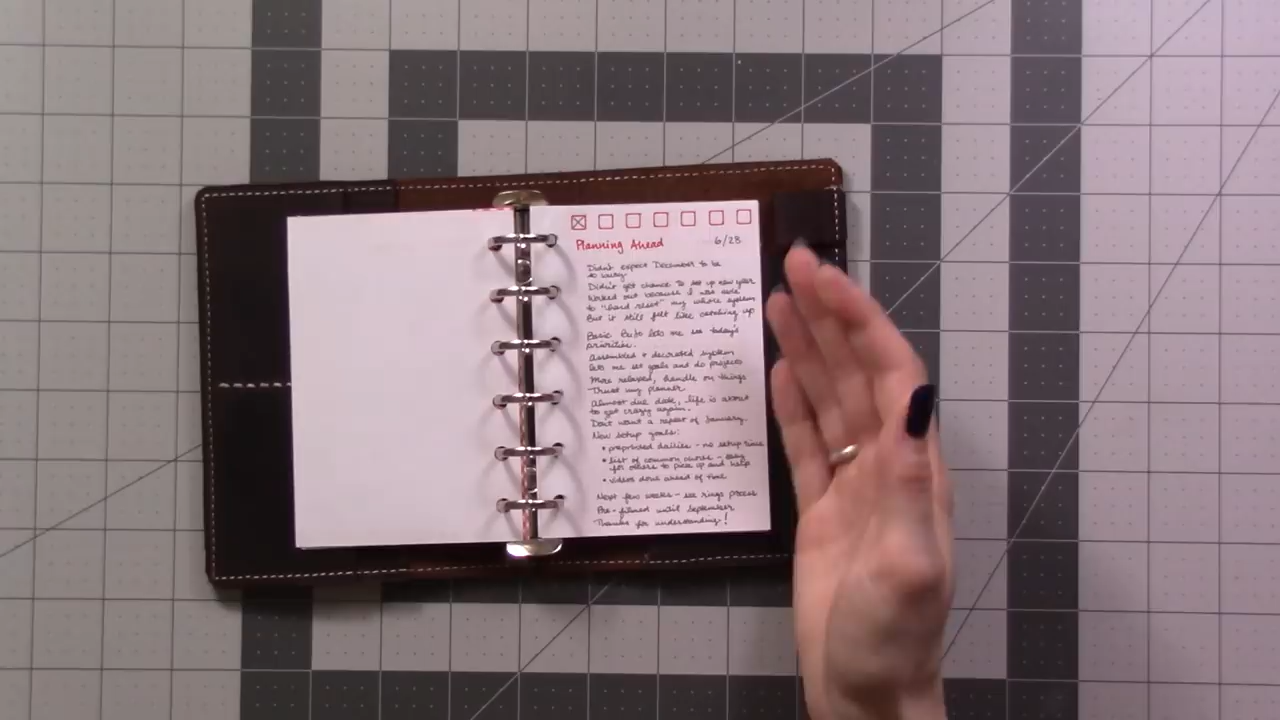 Planning Ahead 6/28
Didn't expect December to be
so busy.
Didn't get chance to set up new year
Worked out because I was able
to "hard reset" my whole system
But it still felt like catching up
Basic lets me see today's
priorities.
Assembled + decorated system
lets me set goals and do projects
More relaxed, handle on things
Trust my planner
Almost due date, life is about
to get crazy again.
Don't want a repeat of January.
New setup goals:
• preprinted dailies - no setup time
• list of common chores - easy
for others to pick up and help
• videos done ahead of time
Next few weeks - see rings process
Pre-filmed until September
Thanks for understanding!